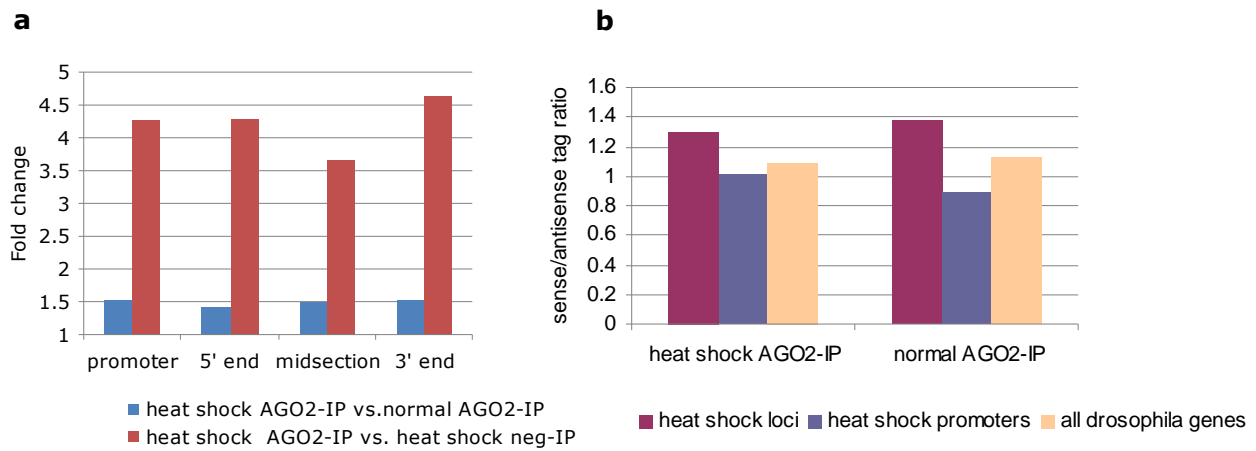 a
Fold change
5
4.5
4
3.5
3
2.5
2
1.5
1
promoter 5' end midsection 3' end
heat shock AGO2-IP vs.normal AGO2-IP
heat shock AGO2-IP vs. heat shock neg-IP
b
sense/antisense tag ratio
1.6
1.4
1.2
1
0.8
0.6
0.4
0.2
0
heat shock AGO2-IP normal AGO2-IP
heat shock loci heat shock promoters all drosophila genes